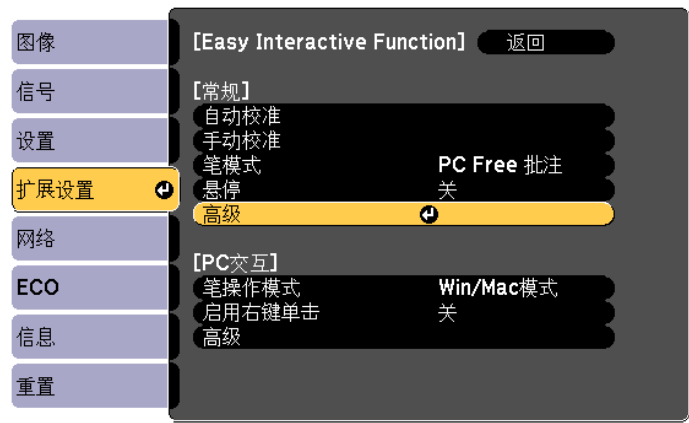 图像
信号
设置
扩展设置
网络
ECO
信息
重置
[Easy Interactive Function] 返回
[常规]
自动校准
手动校准
笔模式 PC Free 批注
悬停 关
高级
[PC交互]
笔操作模式 Win/Mac模式
启用右键单击 关
高级